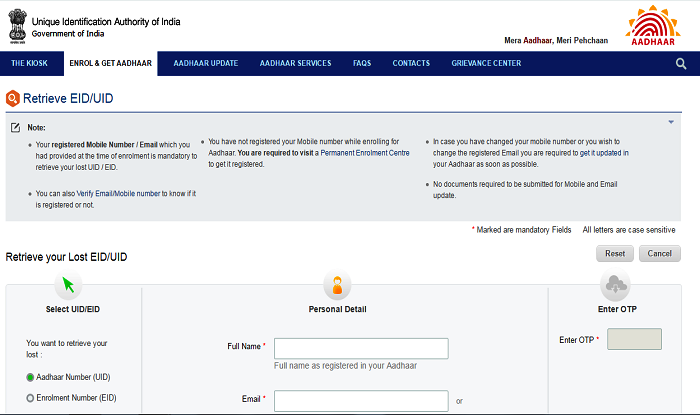 Unique Identification Authority of India
Government of India
Mera Aadhaar, Meri Pehchaan
AADHAAR
THE KIOSK
ENROL & GET AADHAAR
AADHAAR UPDATE
AADHAAR SERVICES
FAQS
CONTACTS
GRIEVANCE CENTER
Retrieve EID/UID
Note:
Your registered Mobile Number / Email which you
had provided at the time of enrolment is mandatory to
retrieve your lost UID / EID.
You can also Verify Email/Mobile number to know if it
is registered or not.
You have not registered your Mobile number while enrolling for
Aadhaar. You are required to visit a Permanent Enrolment Centre
to get it registered.
In case you have changed your mobile number or you wish to
change the registered Email you are required to get it updated in
your Aadhaar as soon as possible.
No documents required to be submitted for Mobile and Email
update.
* Marked are mandatory Fields
All letters are case sensitive
Retrieve your Lost EID/UID
Reset
Cancel
Select UID/EID
Personal Detail
Enter OTP
You want to retrieve your
lost :
Aadhaar Number (UID)
Enrolment Number (EID)
Full Name *
Full name as registered in your Aadhaar
Email *
or
Enter OTP *